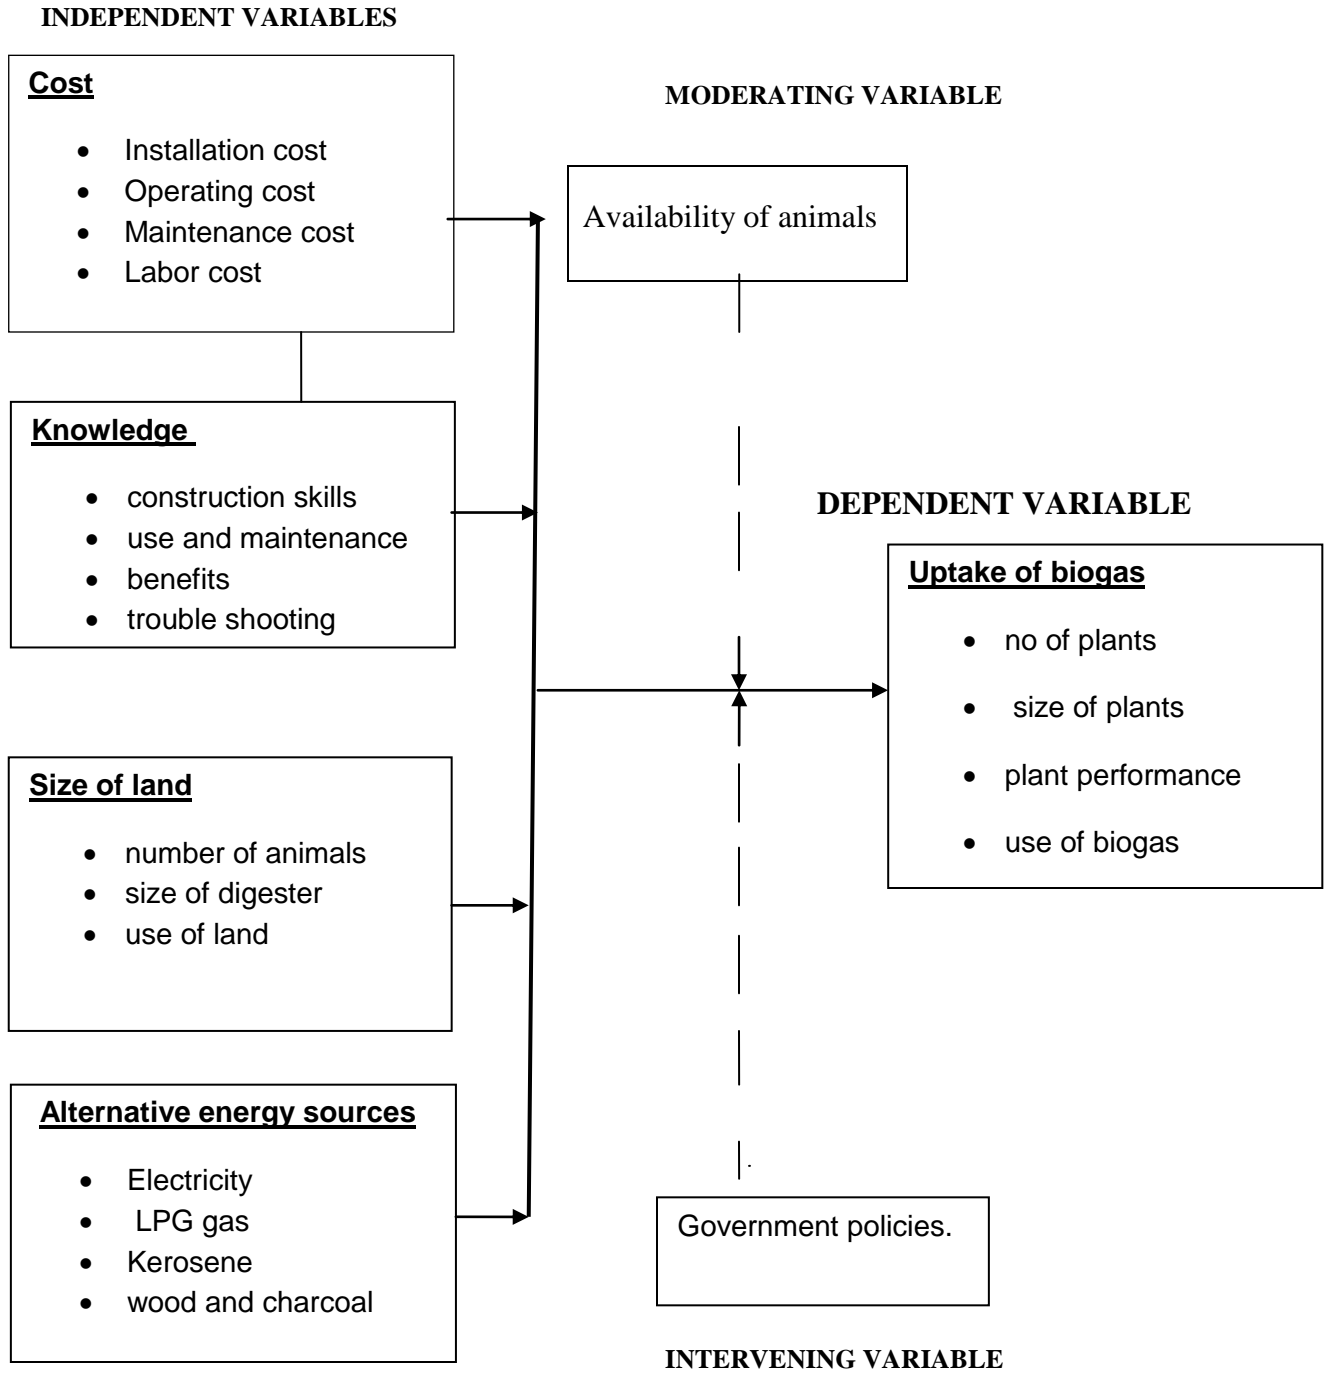 INDEPENDENT VARIABLES
Cost
• Installation cost
• Operating cost
• Maintenance cost
• Labor cost
MODERATING VARIABLE
Availability of animals
Knowledge
• construction skills
• use and maintenance
• benefits
• trouble shooting
DEPENDENT VARIABLE
Uptake of biogas
• no of plants
• size of plants
• plant performance
• use of biogas
Size of land
• number of animals
• size of digester
• use of land
Alternative energy sources
• Electricity
• LPG gas
• Kerosene
• wood and charcoal
.
Government policies.
INTERVENING VARIABLE